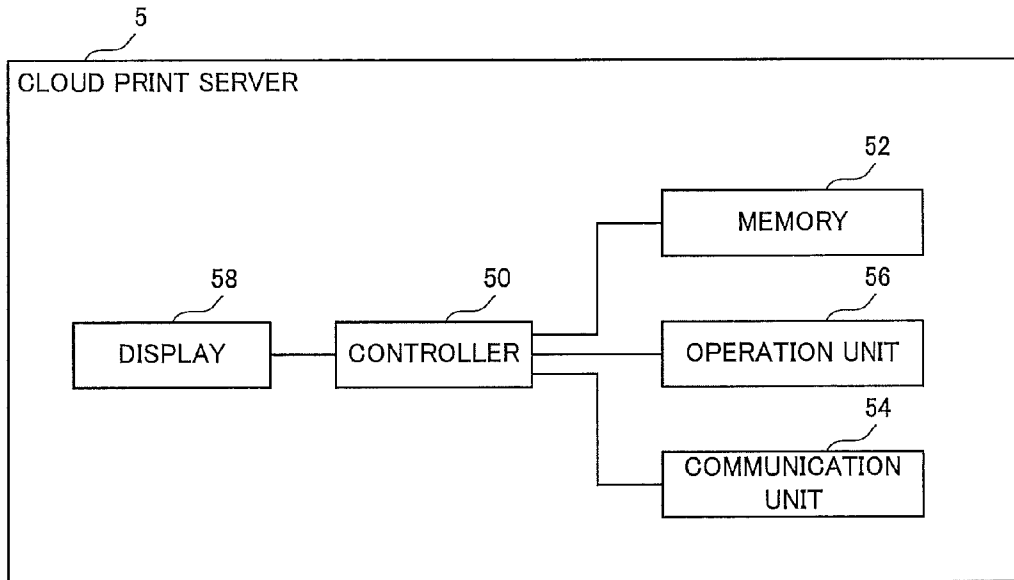 5
CLOUD PRINT SERVER
52
MEMORY
58
50
56
DISPLAY
CONTROLLER
OPERATION UNIT
54
COMMUNICATION
UNIT